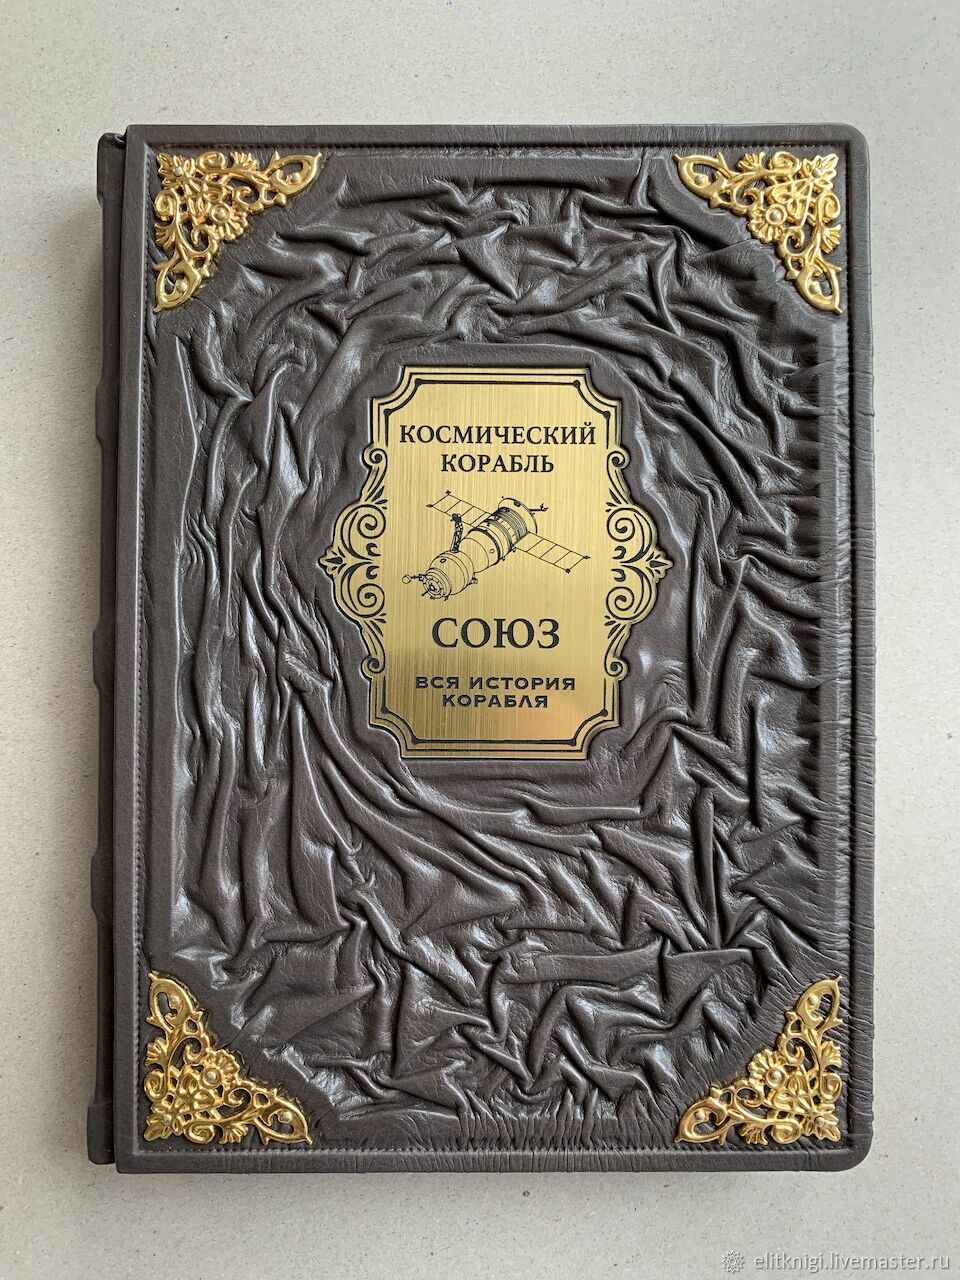 КОСМИЧЕСКИЙ
КОРАБЛЬ
СОЮЗ
ВСЯ ИСТОРИЯ
КОРАБЛЯ
elitknigi.livemaster.ru